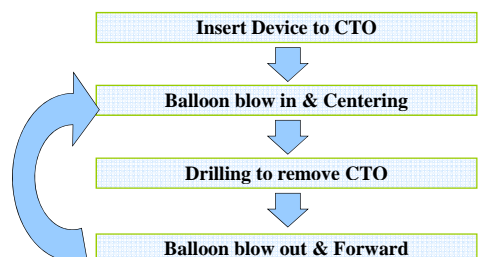 Insert Device to CTO
Balloon blow in & Centering
Drilling to remove CTO
Balloon blow out & Forward